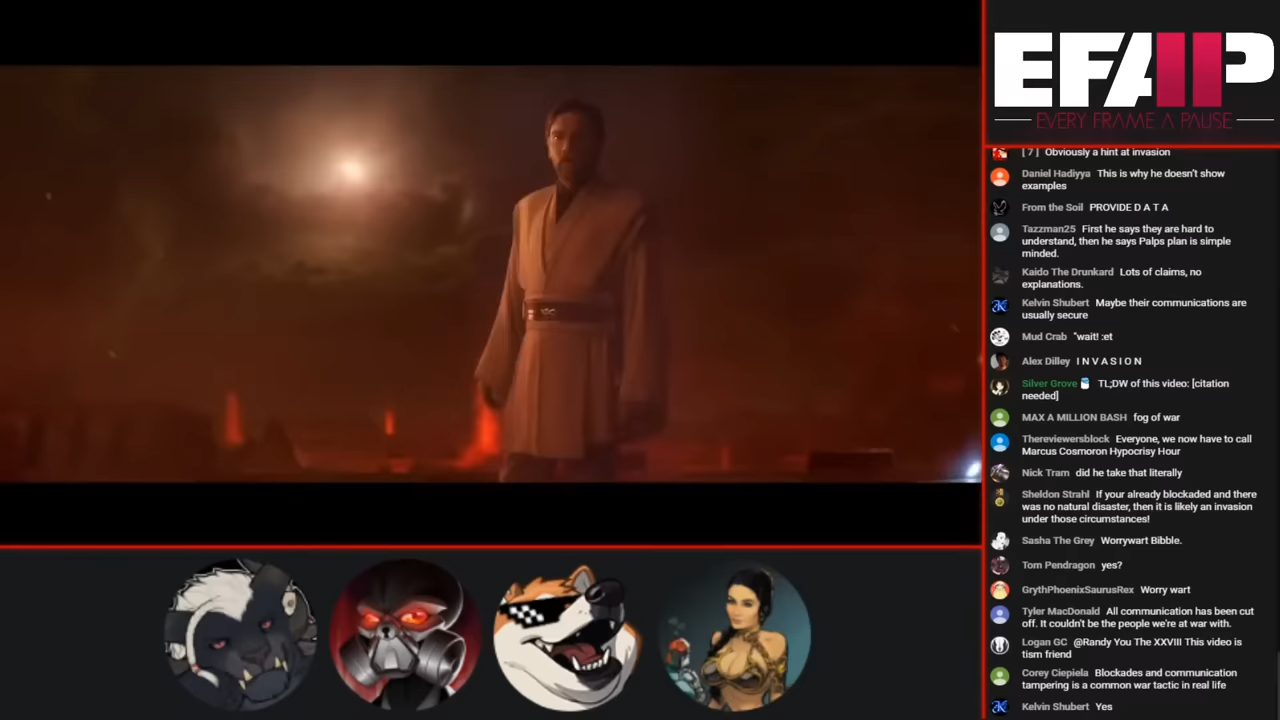 EFAP
EVERY FRAME A PAUSE
[ 7 ] Obviously a hint at invasion
Daniel Hadiyya This is why he doesn't show
examples
From the Soil PROVIDE D A T A
Tazzman25 First he says they are hard to
understand, then he says Palps plan is simple
minded.
Kaido The Drunkard Lots of claims, no
explanations.
Kelvin Shubert Maybe their communications are
usually secure
Mud Crab "wait! :et
Alex Dilley I N V A S I O N
Silver Grove TL;DW of this video: [citation
needed]
MAX A MILLION BASH fog of war
Thereviewersblock Everyone, we now have to call
Marcus Cosmoron Hypocrisy Hour
Nick Tram did he take that literally
Sheldon Strahl If your already blockaded and there
was no natural disaster, then it is likely an invasion
under those circumstances!
Sasha The Grey Worrywart Bibble.
Tom Pendragon yes?
GrythPhoenixSaurusRex Worry wart
Tyler MacDonald All communication has been cut
off. It couldn't be the people we're at war with.
Logan GC @Randy You The XXVIII This video is
tism friend
Corey Ciepiela Blockades and communication
tampering is a common war tactic in real life
Kelvin Shubert Yes